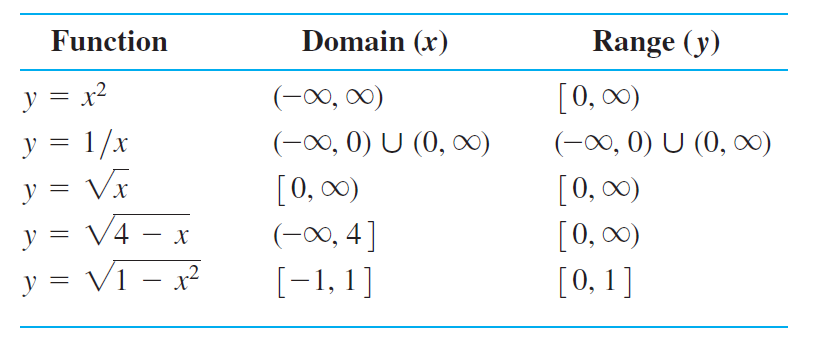 Function Domain (x) Range (y)
y = x² (−∞, ∞) [0, ∞)
y = 1/x (−∞, 0) ∪ (0, ∞) (−∞, 0) ∪ (0, ∞)
y = √x [0, ∞) [0, ∞)
y = √(4 − x) (−∞, 4] [0, ∞)
y = √(1 − x²) [−1, 1] [0, 1]